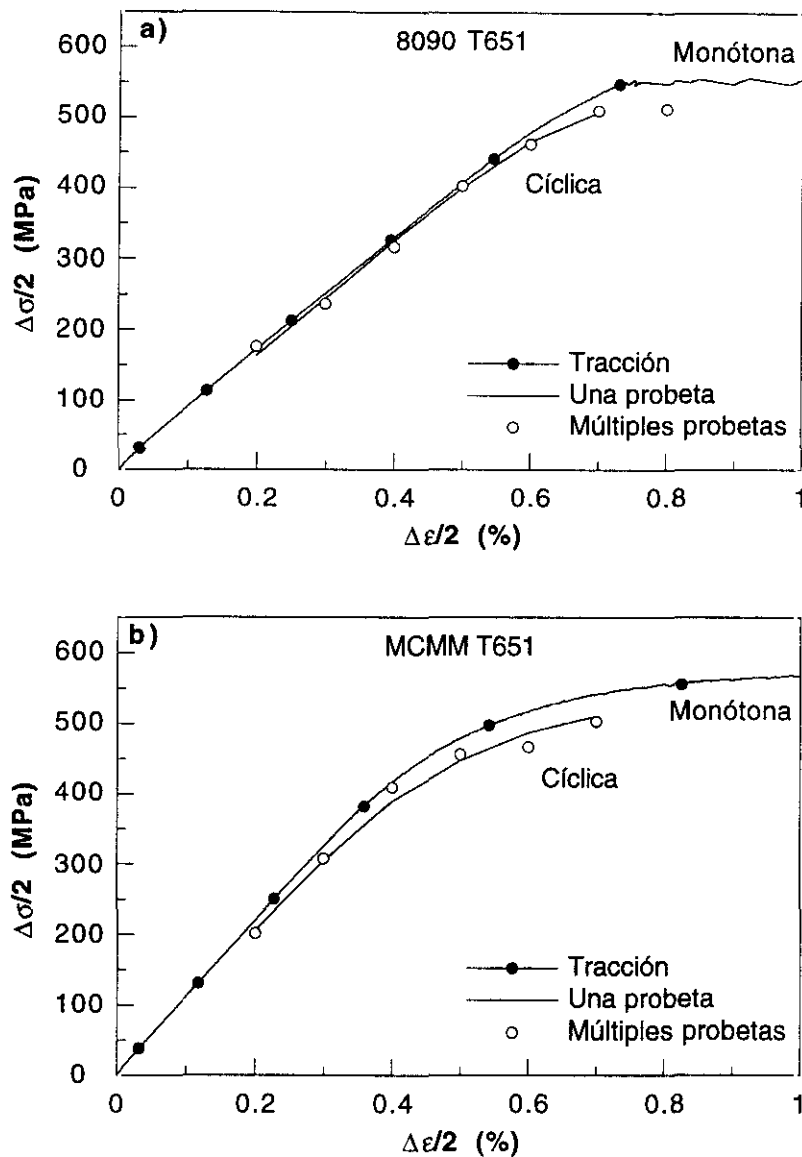 a)
8090 T651
Monótona
Cíclica
Tracción
Una probeta
Múltiples probetas
600
500
400
300
200
100
0
Δσ/2 (MPa)
0 0.2 0.4 0.6 0.8 1
Δε/2 (%)
b)
MCMM T651
Monótona
Cíclica
Tracción
Una probeta
Múltiples probetas
600
500
400
300
200
100
0
Δσ/2 (MPa)
0 0.2 0.4 0.6 0.8 1
Δε/2 (%)